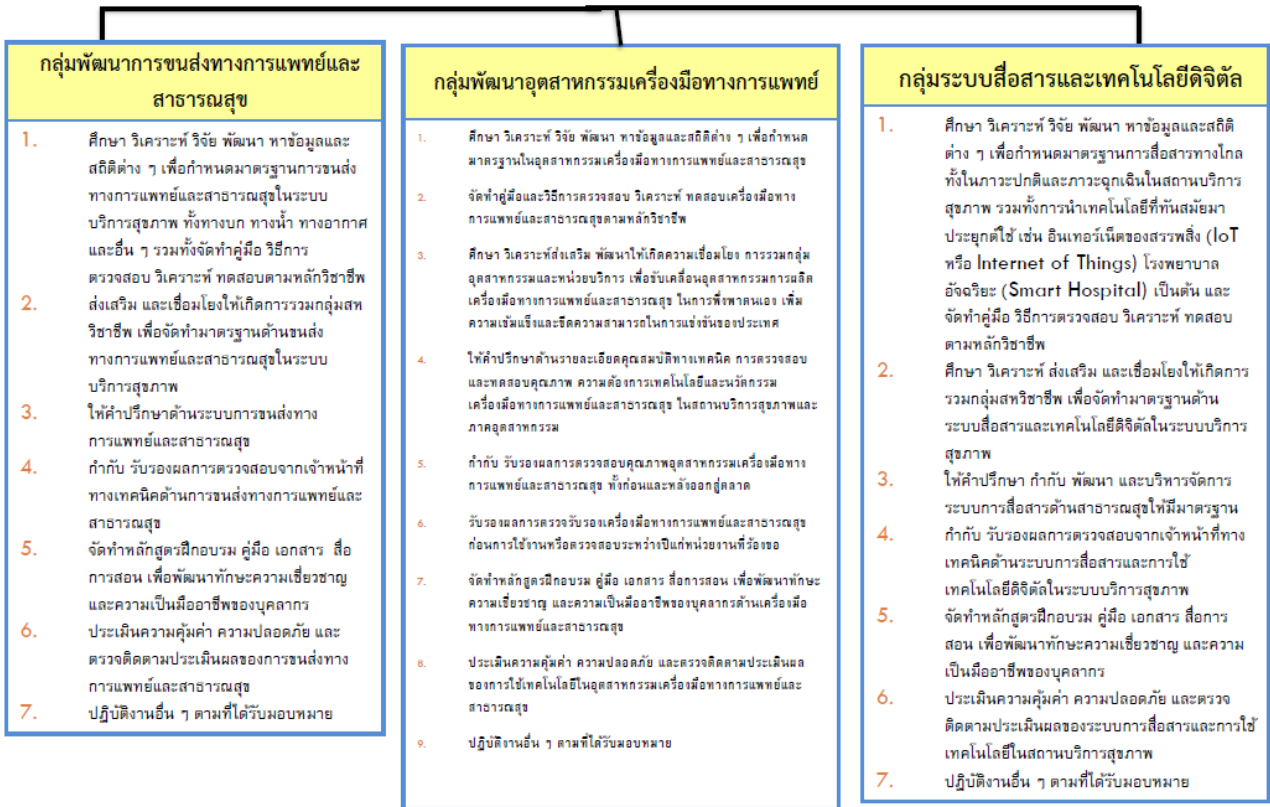 กลุ่มพัฒนาการขนส่งทางการแพทย์และ
สาธารณสุข
1. ศึกษา วิเคราะห์ วิจัย พัฒนา หาข้อมูลและ
สถิติต่าง ๆ เพื่อกำหนดมาตรฐานการขนส่ง
ทางการแพทย์และสาธารณสุขในระบบ
บริการสุขภาพ ทั้งทางบก ทางน้ำ ทางอากาศ
และอื่น ๆ รวมทั้งจัดทำคู่มือ วิธีการ
ตรวจสอบ วิเคราะห์ ทดสอบตามหลักวิชาชีพ
2. ส่งเสริม และเชื่อมโยงให้เกิดการรวมกลุ่มสห
วิชาชีพ เพื่อจัดทำมาตรฐานด้านขนส่ง
ทางการแพทย์และสาธารณสุขในระบบ
บริการสุขภาพ
3. ให้คำปรึกษาด้านระบบการขนส่งทาง
การแพทย์และสาธารณสุข
4. กำกับ รับรองผลการตรวจสอบจากเจ้าหน้าที่
ทางเทคนิคด้านการขนส่งทางการแพทย์และ
สาธารณสุข
5. จัดทำหลักสูตรฝึกอบรม คู่มือ เอกสาร สื่อ
การสอน เพื่อพัฒนาทักษะความเชี่ยวชาญ
และความเป็นมืออาชีพของบุคลากร
6. ประเมินความคุ้มค่า ความปลอดภัย และ
ตรวจติดตามประเมินผลของการขนส่งทาง
การแพทย์และสาธารณสุข
7. ปฏิบัติงานอื่น ๆ ตามที่ได้รับมอบหมาย
กลุ่มพัฒนาอุตสาหกรรมเครื่องมือทางการแพทย์
1. ศึกษา วิเคราะห์ วิจัย พัฒนา หาข้อมูลและสถิติต่าง ๆ เพื่อกำหนด
มาตรฐานในอุตสาหกรรมเครื่องมือทางการแพทย์และสาธารณสุข
2. จัดทำคู่มือและวิธีการตรวจสอบ วิเคราะห์ ทดสอบเครื่องมือทาง
การแพทย์และสาธารณสุขตามหลักวิชาชีพ
3. ศึกษา วิเคราะห์ส่งเสริม พัฒนาให้เกิดความเชื่อมโยง การรวมกลุ่ม
อุตสาหกรรมและหน่วยบริการ เพื่อขับเคลื่อนอุตสาหกรรมการผลิต
เครื่องมือทางการแพทย์และสาธารณสุข ในการพึ่งพาตนเอง เพิ่ม
ความเข้มแข็งและขีดความสามารถในการแข่งขันของประเทศ
4. ให้คำปรึกษาด้านรายละเอียดคุณสมบัติทางเทคนิค การตรวจสอบ
และทดสอบคุณภาพ ความต้องการเทคโนโลยีและนวัตกรรม
เครื่องมือทางการแพทย์และสาธารณสุข ในสถานบริการสุขภาพและ
ภาคอุตสาหกรรม
5. กำกับ รับรองผลการตรวจสอบคุณภาพอุตสาหกรรมเครื่องมือทาง
การแพทย์และสาธารณสุข ทั้งก่อนและหลังออกสู่ตลาด
6. รับรองผลการตรวจรับรองเครื่องมือทางการแพทย์และสาธารณสุข
ก่อนการใช้งานหรือตรวจสอบระหว่างปีแก่หน่วยงานที่ร้องขอ
7. จัดทำหลักสูตรฝึกอบรม คู่มือ เอกสาร สื่อการสอน เพื่อพัฒนาทักษะ
ความเชี่ยวชาญ และความเป็นมืออาชีพของบุคลากรด้านเครื่องมือ
ทางการแพทย์และสาธารณสุข
8. ประเมินความคุ้มค่า ความปลอดภัย และตรวจติดตามประเมินผล
ของการใช้เทคโนโลยีในอุตสาหกรรมเครื่องมือทางการแพทย์และ
สาธารณสุข
9. ปฏิบัติงานอื่น ๆ ตามที่ได้รับมอบหมาย
กลุ่มระบบสื่อสารและเทคโนโลยีดิจิตัล
1. ศึกษา วิเคราะห์ วิจัย พัฒนา หาข้อมูลและสถิติ
ต่าง ๆ เพื่อกำหนดมาตรฐานการสื่อสารทางไกล
ทั้งในภาวะปกติและภาวะฉุกเฉินในสถานบริการ
สุขภาพ รวมทั้งการนำเทคโนโลยีที่ทันสมัยมา
ประยุกต์ใช้ เช่น อินเทอร์เน็ตของสรรพสิ่ง (IoT
หรือ Internet of Things) โรงพยาบาล
อัจฉริยะ (Smart Hospital) เป็นต้น และ
จัดทำคู่มือ วิธีการตรวจสอบ วิเคราะห์ ทดสอบ
ตามหลักวิชาชีพ
2. ศึกษา วิเคราะห์ ส่งเสริม และเชื่อมโยงให้เกิดการ
รวมกลุ่มสหวิชาชีพ เพื่อจัดทำมาตรฐานด้าน
ระบบสื่อสารและเทคโนโลยีดิจิตัลในระบบบริการ
สุขภาพ
3. ให้คำปรึกษา กำกับ พัฒนา และบริหารจัดการ
ระบบการสื่อสารด้านสาธารณสุขให้มีมาตรฐาน
4. กำกับ รับรองผลการตรวจสอบจากเจ้าหน้าที่ทาง
เทคนิคด้านระบบการสื่อสารและการใช้
เทคโนโลยีดิจิตัลในระบบบริการสุขภาพ
5. จัดทำหลักสูตรฝึกอบรม คู่มือ เอกสาร สื่อการ
สอน เพื่อพัฒนาทักษะความเชี่ยวชาญ และความ
เป็นมืออาชีพของบุคลากร
6. ประเมินความคุ้มค่า ความปลอดภัย และตรวจ
ติดตามประเมินผลของระบบการสื่อสารและการใช้
เทคโนโลยีในสถานบริการสุขภาพ
7. ปฏิบัติงานอื่น ๆ ตามที่ได้รับมอบหมาย